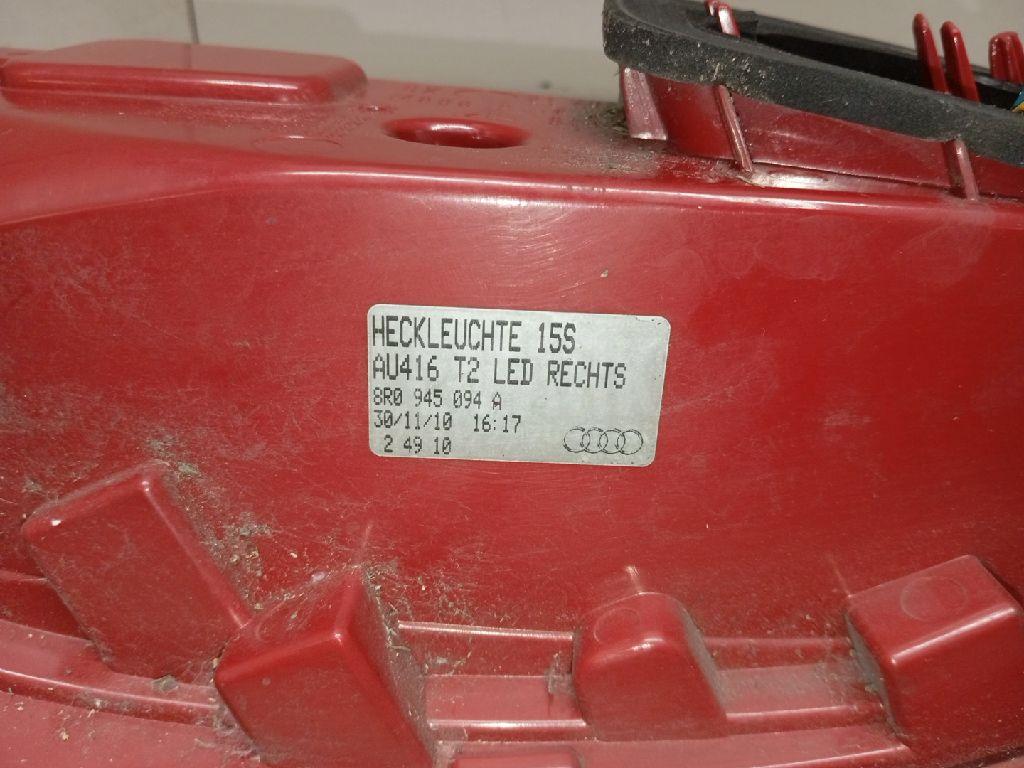 HECKLEUCHTE 15S
AU416 T2 LED RECHTS
8R0 945 094 A
30/11/10 16:17
2 49 10